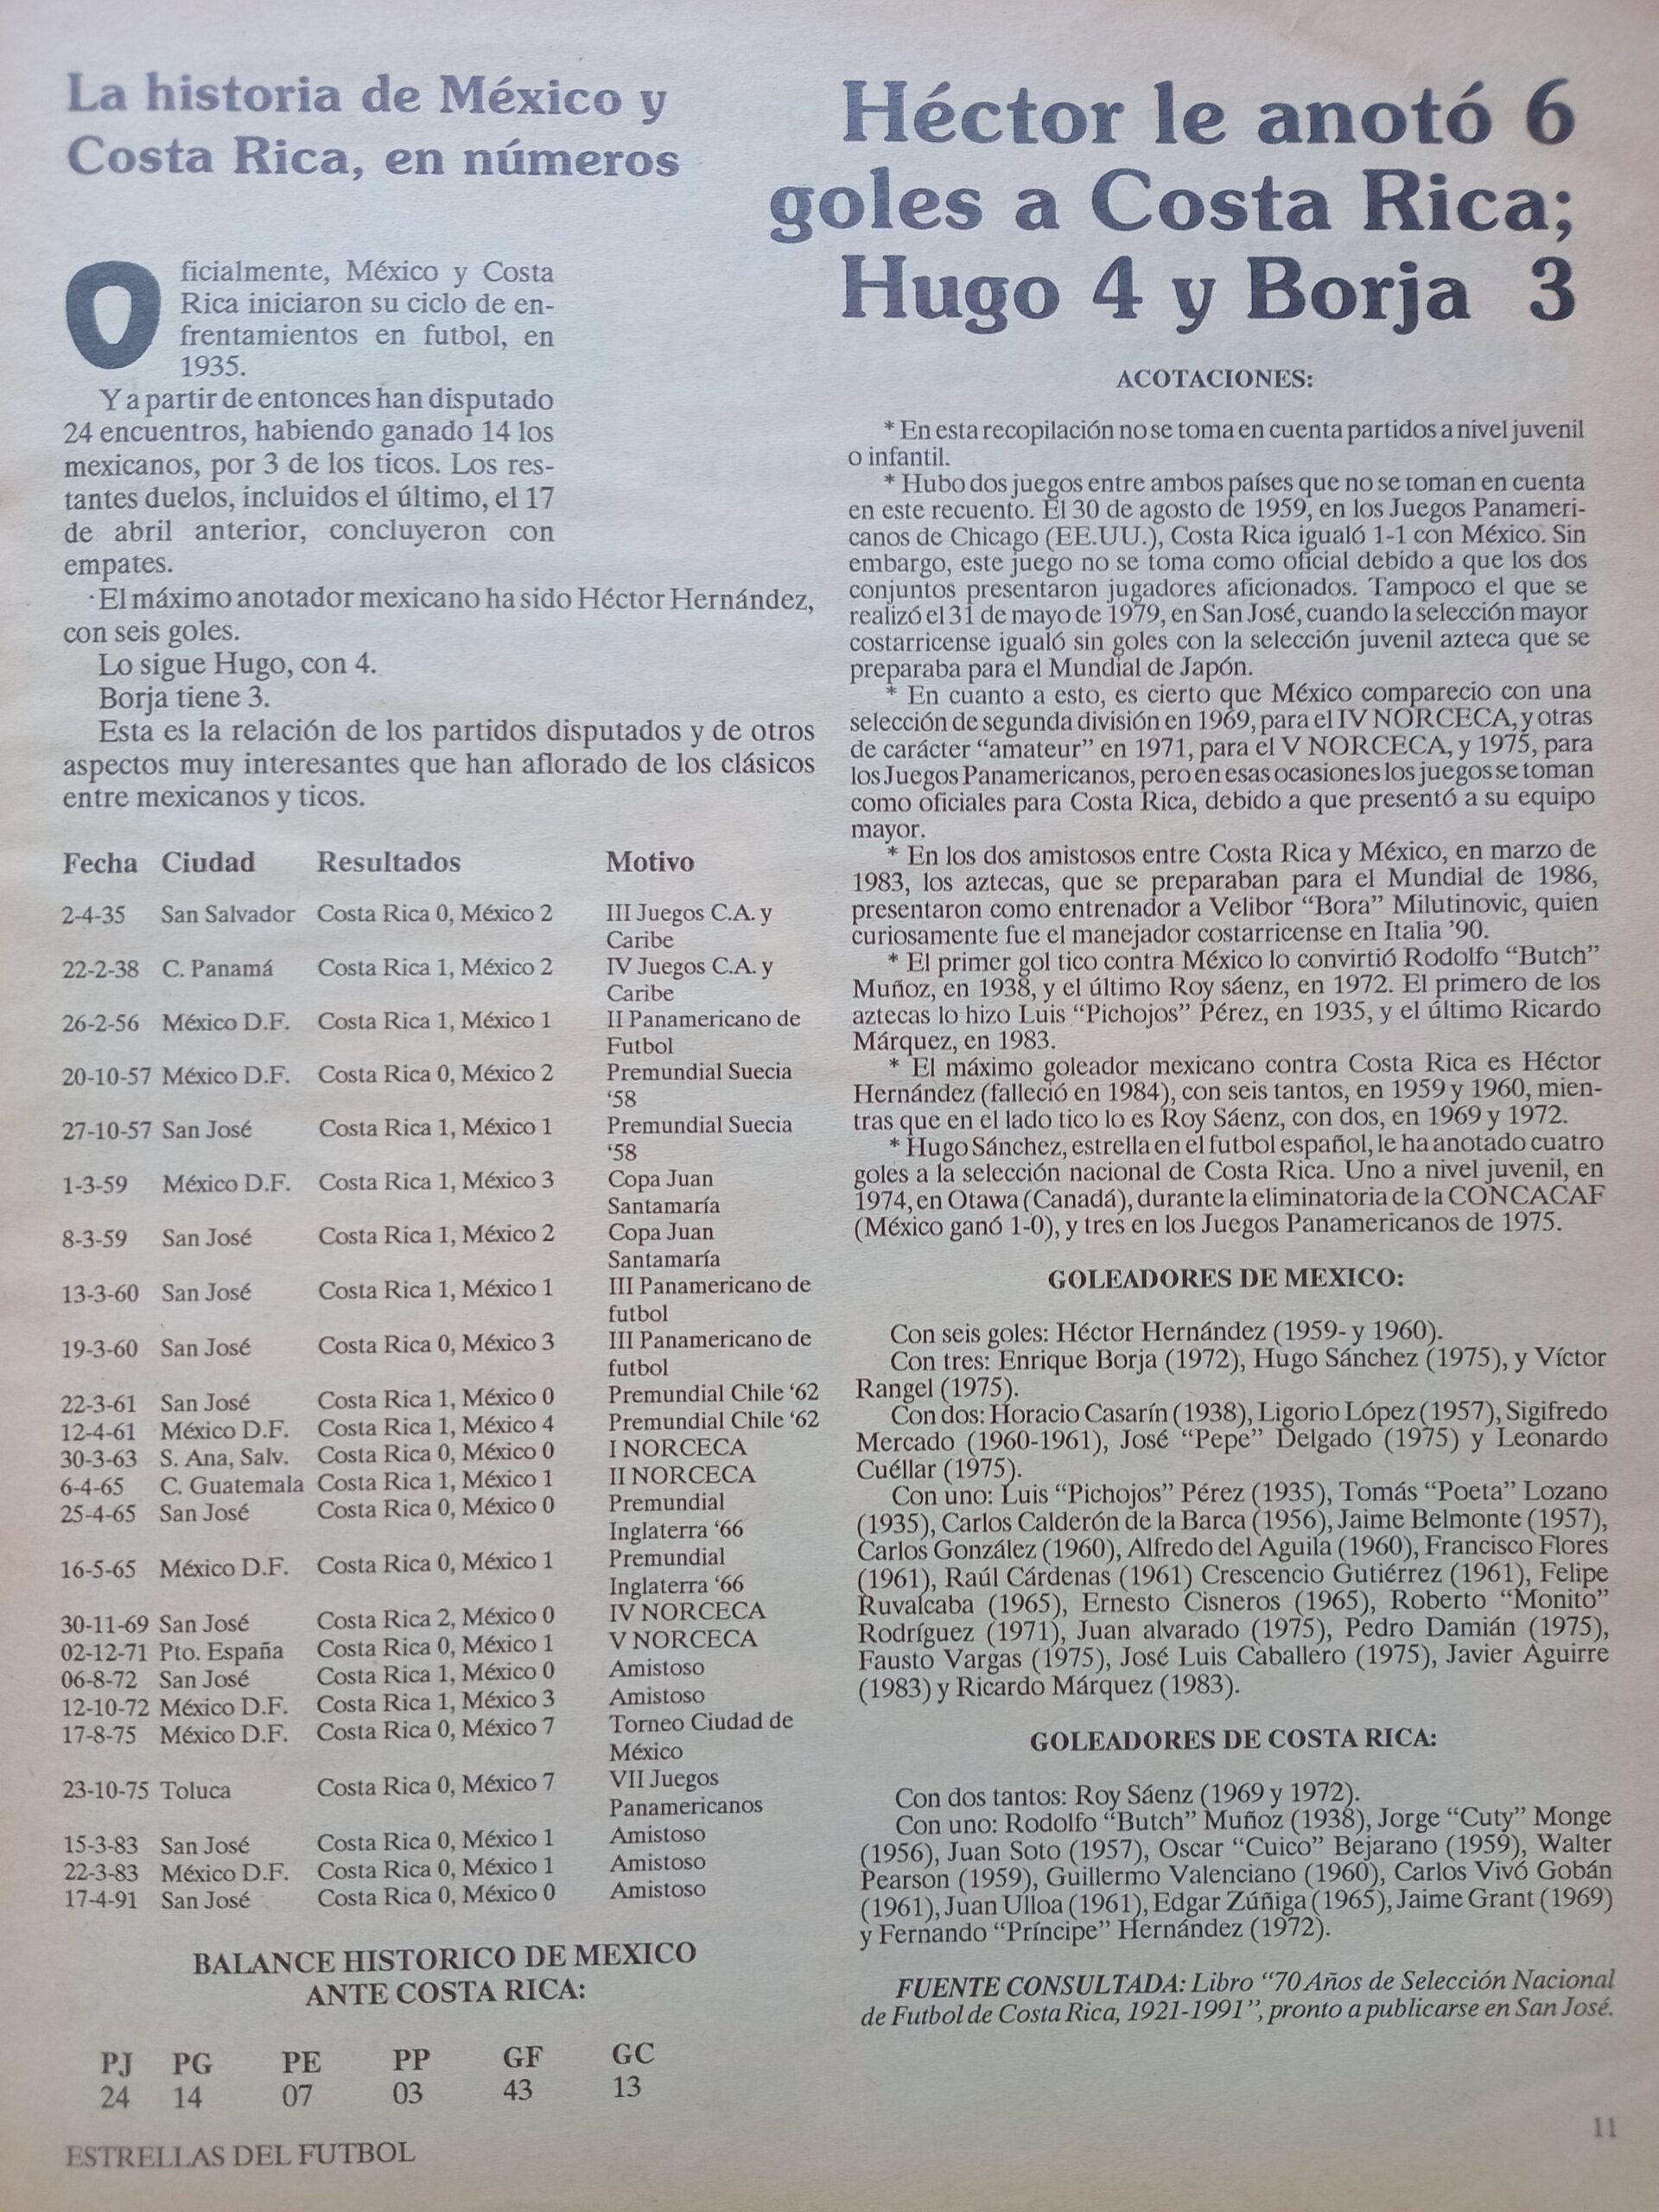 La historia de México y
Costa Rica, en números
Oficialmente, México y Costa
Rica iniciaron su ciclo de en-
frentamientos en futbol, en
1935.
Y a partir de entonces han disputado
24 encuentros, habiendo ganado 14 los
mexicanos, por 3 de los ticos. Los res-
tantes duelos, incluidos el último, el 17
de abril anterior, concluyeron con
empates.
El máximo anotador mexicano ha sido Héctor Hernández,
con seis goles.
Lo sigue Hugo, con 4.
Borja tiene 3.
Esta es la relación de los partidos disputados y de otros
aspectos muy interesantes que han aflorado de los clásicos
entre mexicanos y ticos.
Fecha Ciudad Resultados Motivo
2-4-35 San Salvador Costa Rica 0, México 2 III Juegos C.A. y
Caribe
22-2-38 C. Panamá Costa Rica 1, México 2 IV Juegos C.A. y
Caribe
26-2-56 México D.F. Costa Rica 1, México 1 II Panamericano de
Futbol
20-10-57 México D.F. Costa Rica 0, México 2 Premundial Suecia
‘58
27-10-57 San José Costa Rica 1, México 1 Premundial Suecia
‘58
1-3-59 México D.F. Costa Rica 1, México 3 Copa Juan
Santamaría
8-3-59 San José Costa Rica 1, México 2 Copa Juan
Santamaría
13-3-60 San José Costa Rica 1, México 1 III Panamericano de
futbol
19-3-60 San José Costa Rica 0, México 3 III Panamericano de
futbol
22-3-61 San José Costa Rica 1, México 0 Premundial Chile ‘62
12-4-61 México D.F. Costa Rica 1, México 4 Premundial Chile ‘62
30-3-63 S. Ana, Salv. Costa Rica 0, México 0 I NORCECA
6-4-65 C. Guatemala Costa Rica 1, México 1 II NORCECA
25-4-65 San José Costa Rica 0, México 0 Premundial
Inglaterra ‘66
16-5-65 México D.F. Costa Rica 0, México 1 Premundial
Inglaterra ‘66
30-11-69 San José Costa Rica 2, México 0 IV NORCECA
02-12-71 Pto. España Costa Rica 0, México 1 V NORCECA
06-8-72 San José Costa Rica 1, México 0 Amistoso
12-10-72 México D.F. Costa Rica 1, México 3 Amistoso
17-8-75 México D.F. Costa Rica 0, México 7 Torneo Ciudad de
México
23-10-75 Toluca Costa Rica 0, México 7 VII Juegos
Panamericanos
15-3-83 San José Costa Rica 0, México 1 Amistoso
22-3-83 México D.F. Costa Rica 0, México 1 Amistoso
17-4-91 San José Costa Rica 0, México 0 Amistoso
BALANCE HISTORICO DE MEXICO
ANTE COSTA RICA:
PJ PG PE PP GF GC
24 14 07 03 43 13
ESTRELLAS DEL FUTBOL
Héctor le anotó 6
goles a Costa Rica;
Hugo 4 y Borja 3
ACOTACIONES:
* En esta recopilación no se toma en cuenta partidos a nivel juvenil
o infantil.
* Hubo dos juegos entre ambos países que no se toman en cuenta
en este recuento. El 30 de agosto de 1959, en los Juegos Panameri-
canos de Chicago (EE.UU.), Costa Rica igualó 1-1 con México. Sin
embargo, este juego no se toma como oficial debido a que los dos
conjuntos presentaron jugadores aficionados. Tampoco el que se
realizó el 31 de mayo de 1979, en San José, cuando la selección mayor
costarricense igualó sin goles con la selección juvenil azteca que se
preparaba para el Mundial de Japón.
* En cuanto a esto, es cierto que México comparecio con una
selección de segunda división en 1969, para el IV NORCECA, y otras
de carácter “amateur” en 1971, para el V NORCECA, y 1975, para
los Juegos Panamericanos, pero en esas ocasiones los juegos se toman
como oficiales para Costa Rica, debido a que presentó a su equipo
mayor.
* En los dos amistosos entre Costa Rica y México, en marzo de
1983, los aztecas, que se preparaban para el Mundial de 1986,
presentaron como entrenador a Velibor “Bora” Milutinovic, quien
curiosamente fue el manejador costarricense en Italia ’90.
* El primer gol tico contra México lo convirtió Rodolfo “Butch”
Muñoz, en 1938, y el último Roy sáenz, en 1972. El primero de los
aztecas lo hizo Luis “Pichojos” Pérez, en 1935, y el último Ricardo
Márquez, en 1983.
* El máximo goleador mexicano contra Costa Rica es Héctor
Hernández (falleció en 1984), con seis tantos, en 1959 y 1960, mien-
tras que en el lado tico lo es Roy Sáenz, con dos, en 1969 y 1972.
* Hugo Sánchez, estrella en el futbol español, le ha anotado cuatro
goles a la selección nacional de Costa Rica. Uno a nivel juvenil, en
1974, en Otawa (Canadá), durante la eliminatoria de la CONCACAF
(México ganó 1-0), y tres en los Juegos Panamericanos de 1975.
GOLEADORES DE MEXICO:
Con seis goles: Héctor Hernández (1959- y 1960).
Con tres: Enrique Borja (1972), Hugo Sánchez (1975), y Víctor
Rangel (1975).
Con dos: Horacio Casarín (1938), Ligorio López (1957), Sigifredo
Mercado (1960-1961), José “Pepe” Delgado (1975) y Leonardo
Cuéllar (1975).
Con uno: Luis “Pichojos” Pérez (1935), Tomás “Poeta” Lozano
(1935), Carlos Calderón de la Barca (1956), Jaime Belmonte (1957),
Carlos González (1960), Alfredo del Aguila (1960), Francisco Flores
(1961), Raúl Cárdenas (1961) Crescencio Gutiérrez (1961), Felipe
Ruvalcaba (1965), Ernesto Cisneros (1965), Roberto “Monito”
Rodríguez (1971), Juan alvarado (1975), Pedro Damián (1975),
Fausto Vargas (1975), José Luis Caballero (1975), Javier Aguirre
(1983) y Ricardo Márquez (1983).
GOLEADORES DE COSTA RICA:
Con dos tantos: Roy Sáenz (1969 y 1972).
Con uno: Rodolfo “Butch” Muñoz (1938), Jorge “Cuty” Monge
(1956), Juan Soto (1957), Oscar “Cuico” Bejarano (1959), Walter
Pearson (1959), Guillermo Valenciano (1960), Carlos Vivó Gobán
(1961), Juan Ulloa (1961), Edgar Zúñiga (1965), Jaime Grant (1969)
y Fernando “Príncipe” Hernández (1972).
FUENTE CONSULTADA: Libro “70 Años de Selección Nacional
de Futbol de Costa Rica, 1921-1991”, pronto a publicarse en San José.
11